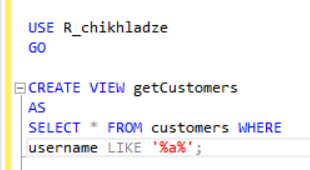 USE R_chikhladze
GO
CREATE VIEW getCustomers
AS
SELECT * FROM customers WHERE
username LIKE '%a%';